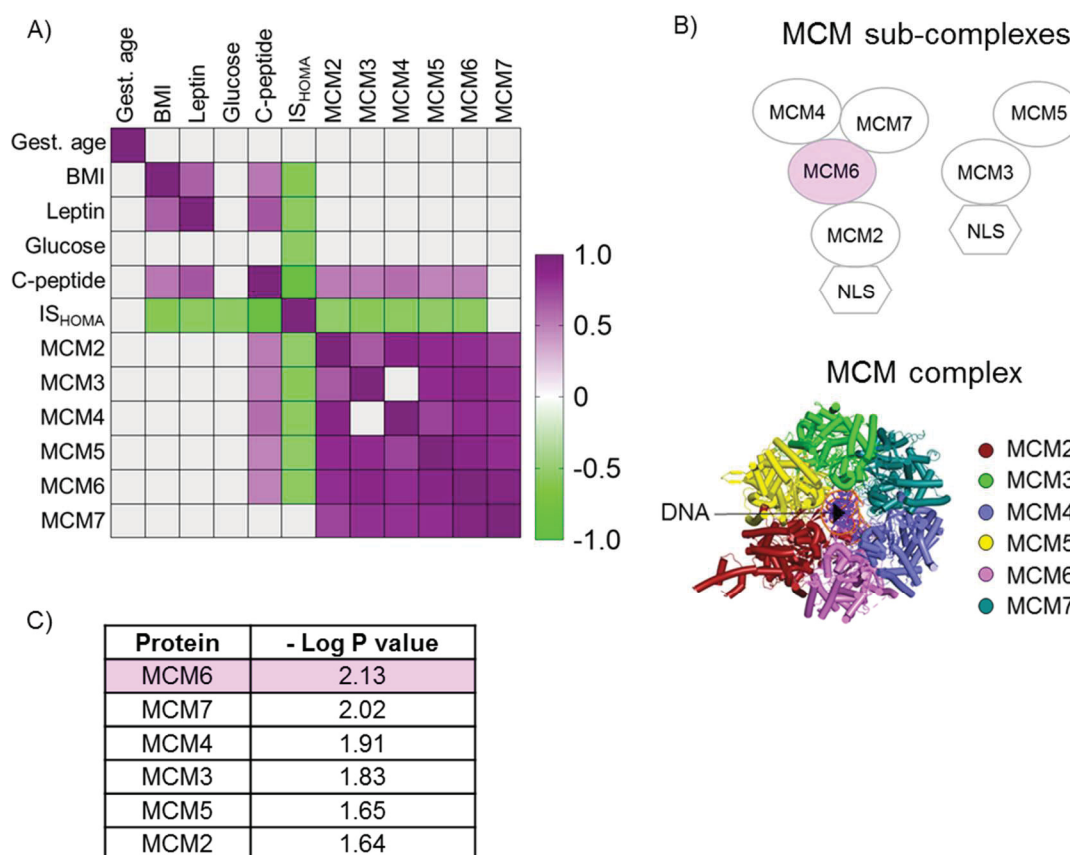 A)
Gest. age
BMI
Leptin
Glucose
C-peptide
ISHOMA
MCM2
MCM3
MCM4
MCM5
MCM6
MCM7
Gest. age
BMI
Leptin
Glucose
C-peptide
ISHOMA
MCM2
MCM3
MCM4
MCM5
MCM6
MCM7
1.0
0.5
0
-0.5
-1.0
B)
MCM sub-complexes
MCM4
MCM7
MCM6
MCM2
NLS
MCM5
MCM3
NLS
MCM complex
DNA
MCM2
MCM3
MCM4
MCM5
MCM6
MCM7
C)
Protein - Log P value
MCM6 2.13
MCM7 2.02
MCM4 1.91
MCM3 1.83
MCM5 1.65
MCM2 1.64